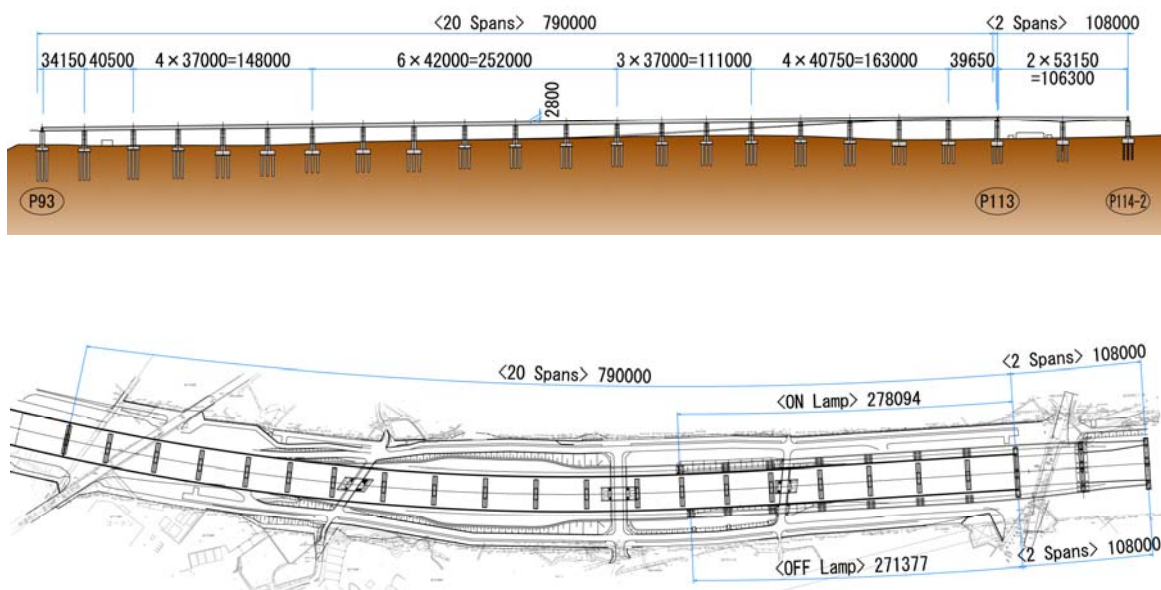 <20 Spans> 790000
<2 Spans> 108000
34150
40500
4×37000=148000
6×42000=252000
3×37000=111000
4×40750=163000
39650
2×53150
=106300
2800
P93
P113
P114-2
<20 Spans> 790000
<2 Spans> 108000
<ON Lamp> 278094
<OFF Lamp> 271377
<2 Spans> 108000